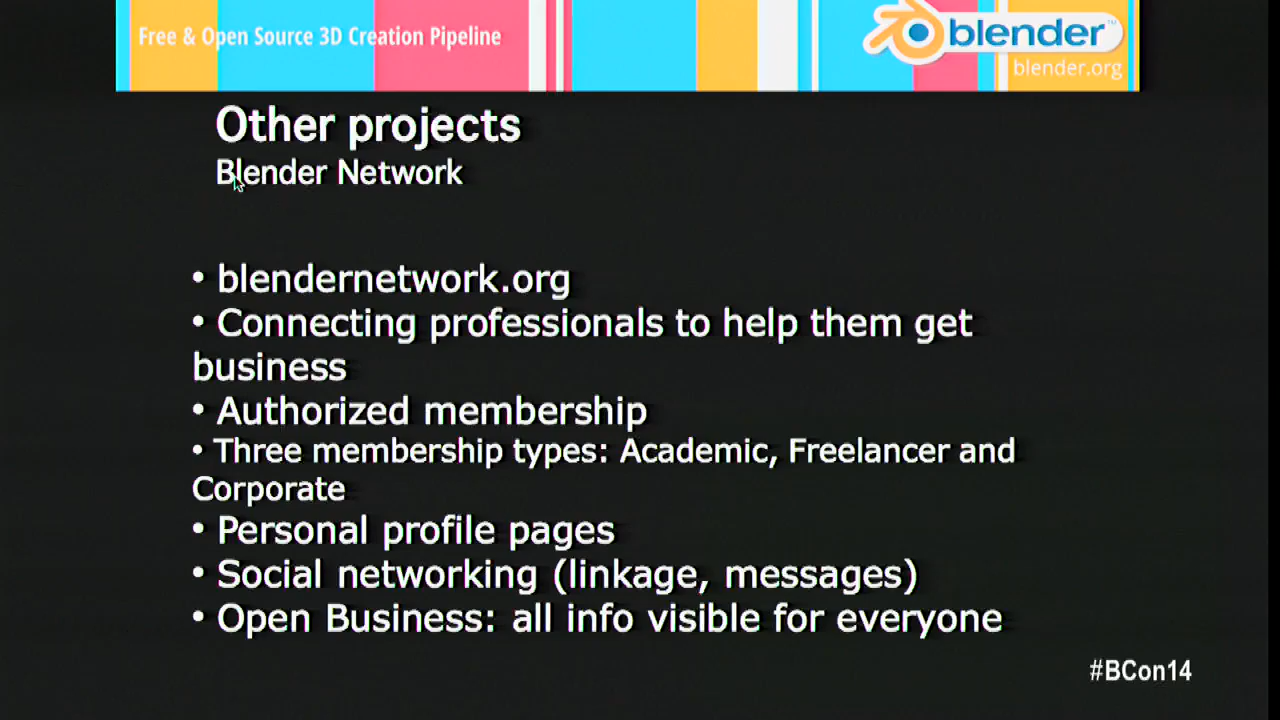 Free & Open Source 3D Creation Pipeline
blender™
blender.org
Other projects
Blender Network
• blendernetwork.org
• Connecting professionals to help them get
business
• Authorized membership
• Three membership types: Academic, Freelancer and
Corporate
• Personal profile pages
• Social networking (linkage, messages)
• Open Business: all info visible for everyone
#BCon14